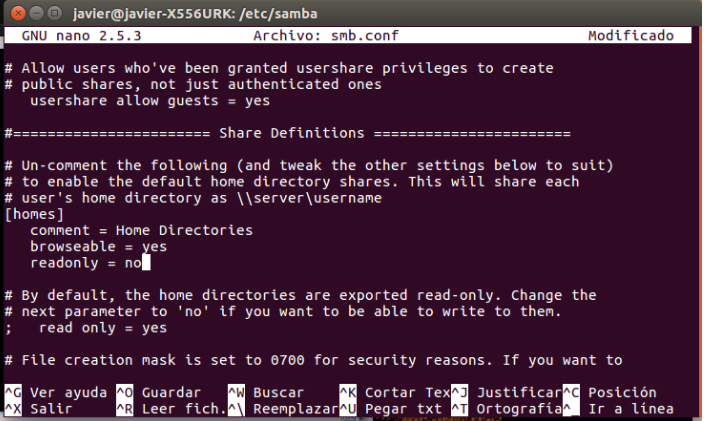 javier@javier-X556URK: /etc/samba
GNU nano 2.5.3 Archivo: smb.conf Modificado
# Allow users who've been granted usershare privileges to create
# public shares, not just authenticated ones
usershare allow guests = yes
#======================= Share Definitions =======================
# Un-comment the following (and tweak the other settings below to suit)
# to enable the default home directory shares. This will share each
# user's home directory as \\server\username
[homes]
comment = Home Directories
browseable = yes
readonly = no
# By default, the home directories are exported read-only. Change the
# next parameter to 'no' if you want to be able to write to them.
;   read only = yes
# File creation mask is set to 0700 for security reasons. If you want to
^G Ver ayuda ^O Guardar ^W Buscar ^K Cortar Tex^J Justificar^C Posición
^X Salir ^R Leer fich.^\ Reemplazar^U Pegar txt ^T Ortografía^_ Ir a línea